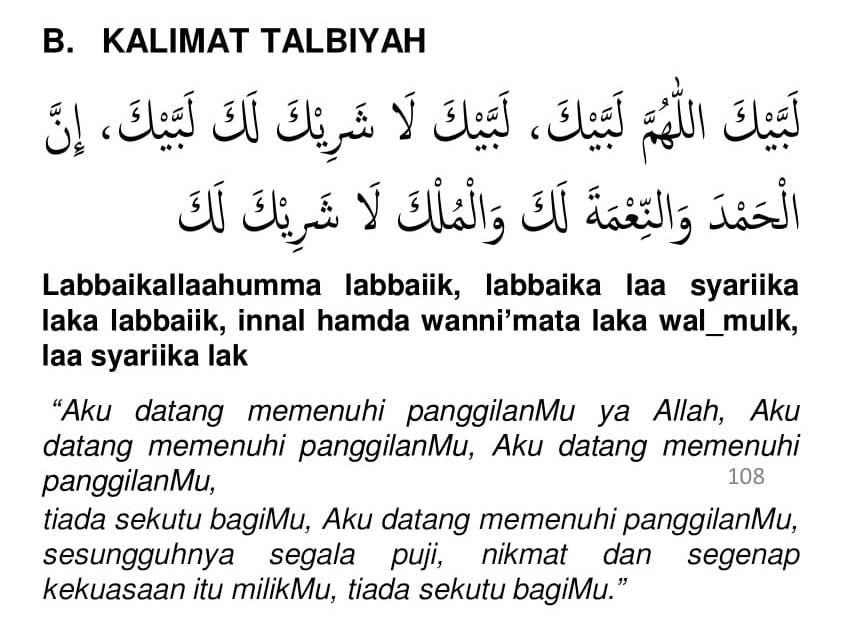 B. KALIMAT TALBIYAH
لَبَّيْكَ اللّٰهُمَّ لَبَّيْكَ، لَبَّيْكَ لَا شَرِيْكَ لَكَ لَبَّيْكَ، إِنَّ
الْحَمْدَ وَالنِّعْمَةَ لَكَ وَالْمُلْكَ لَا شَرِيْكَ لَكَ
Labbaikallaahumma labbaiik, labbaika laa syariika
laka labbaiik, innal hamda wanni’mata laka wal_mulk,
laa syariika lak
“Aku datang memenuhi panggilanMu ya Allah, Aku
datang memenuhi panggilanMu, Aku datang memenuhi
panggilanMu,
108
tiada sekutu bagiMu, Aku datang memenuhi panggilanMu,
sesungguhnya segala puji, nikmat dan segenap
kekuasaan itu milikMu, tiada sekutu bagiMu.”